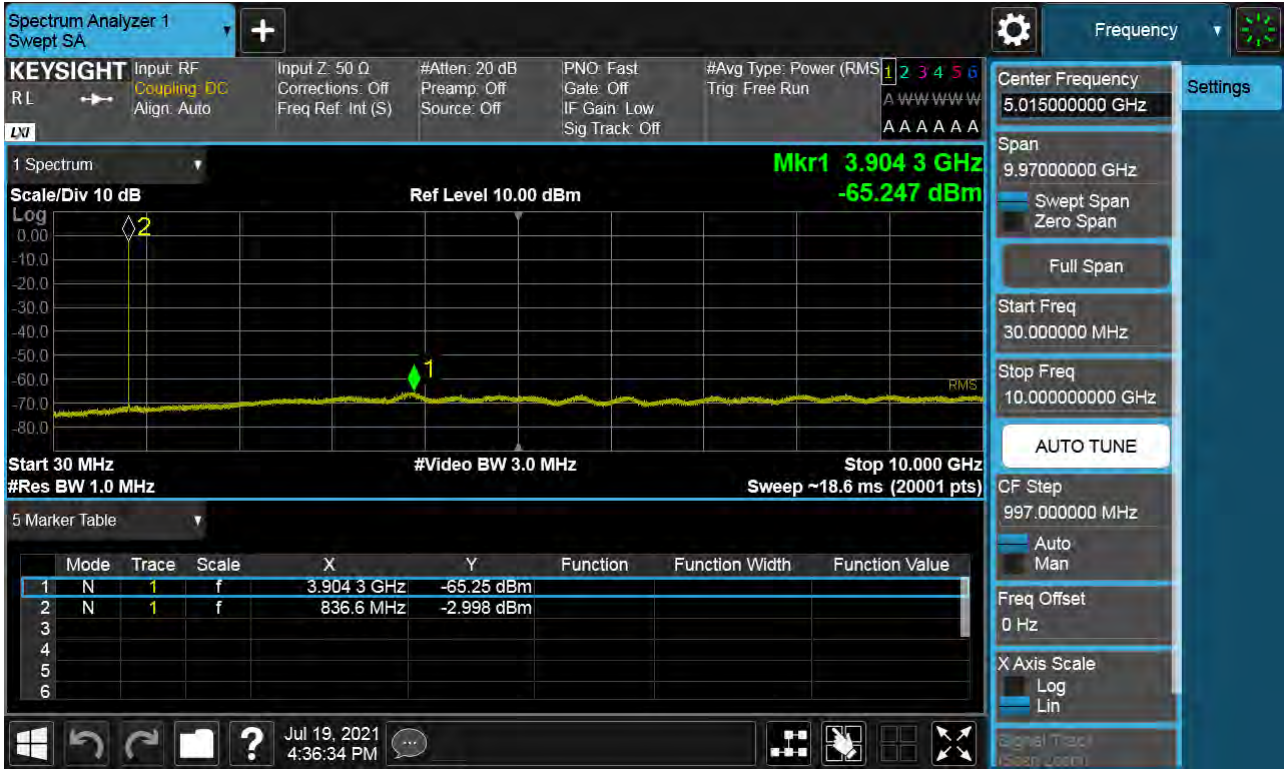 Spectrum Analyzer 1
Swept SA
+
Frequency
KEYSIGHT
RL
LXI
Input: RF
Coupling: DC
Align: Auto
Input Z: 50 Ω
Corrections: Off
Freq Ref: Int (S)
#Atten: 20 dB
Preamp: Off
Source: Off
PNO: Fast
Gate: Off
IF Gain: Low
Sig Track: Off
#Avg Type: Power (RMS
Trig: Free Run
1 2 3 4 5 6
A W W W W W
A A A A A A
1 Spectrum
Mkr1 3.904 3 GHz
-65.247 dBm
Scale/Div 10 dB
Ref Level 10.00 dBm
Log
0.00
-10.0
-20.0
-30.0
-40.0
-50.0
-60.0
-70.0
-80.0
2
1
RMS
Start 30 MHz
#Video BW 3.0 MHz
Stop 10.000 GHz
#Res BW 1.0 MHz
Sweep ~18.6 ms (20001 pts)
5 Marker Table
Mode Trace Scale X Y Function Function Width Function Value
1 N 1 f 3.904 3 GHz -65.25 dBm
2 N 1 f 836.6 MHz -2.998 dBm
3
4
5
6
?
Jul 19, 2021
4:36:34 PM
Center Frequency
5.015000000 GHz
Settings
Span
9.97000000 GHz
Swept Span
Zero Span
Full Span
Start Freq
30.000000 MHz
Stop Freq
10.000000000 GHz
AUTO TUNE
CF Step
997.000000 MHz
Auto
Man
Freq Offset
0 Hz
X Axis Scale
Log
Lin
Signal Track
(Span Zoom)